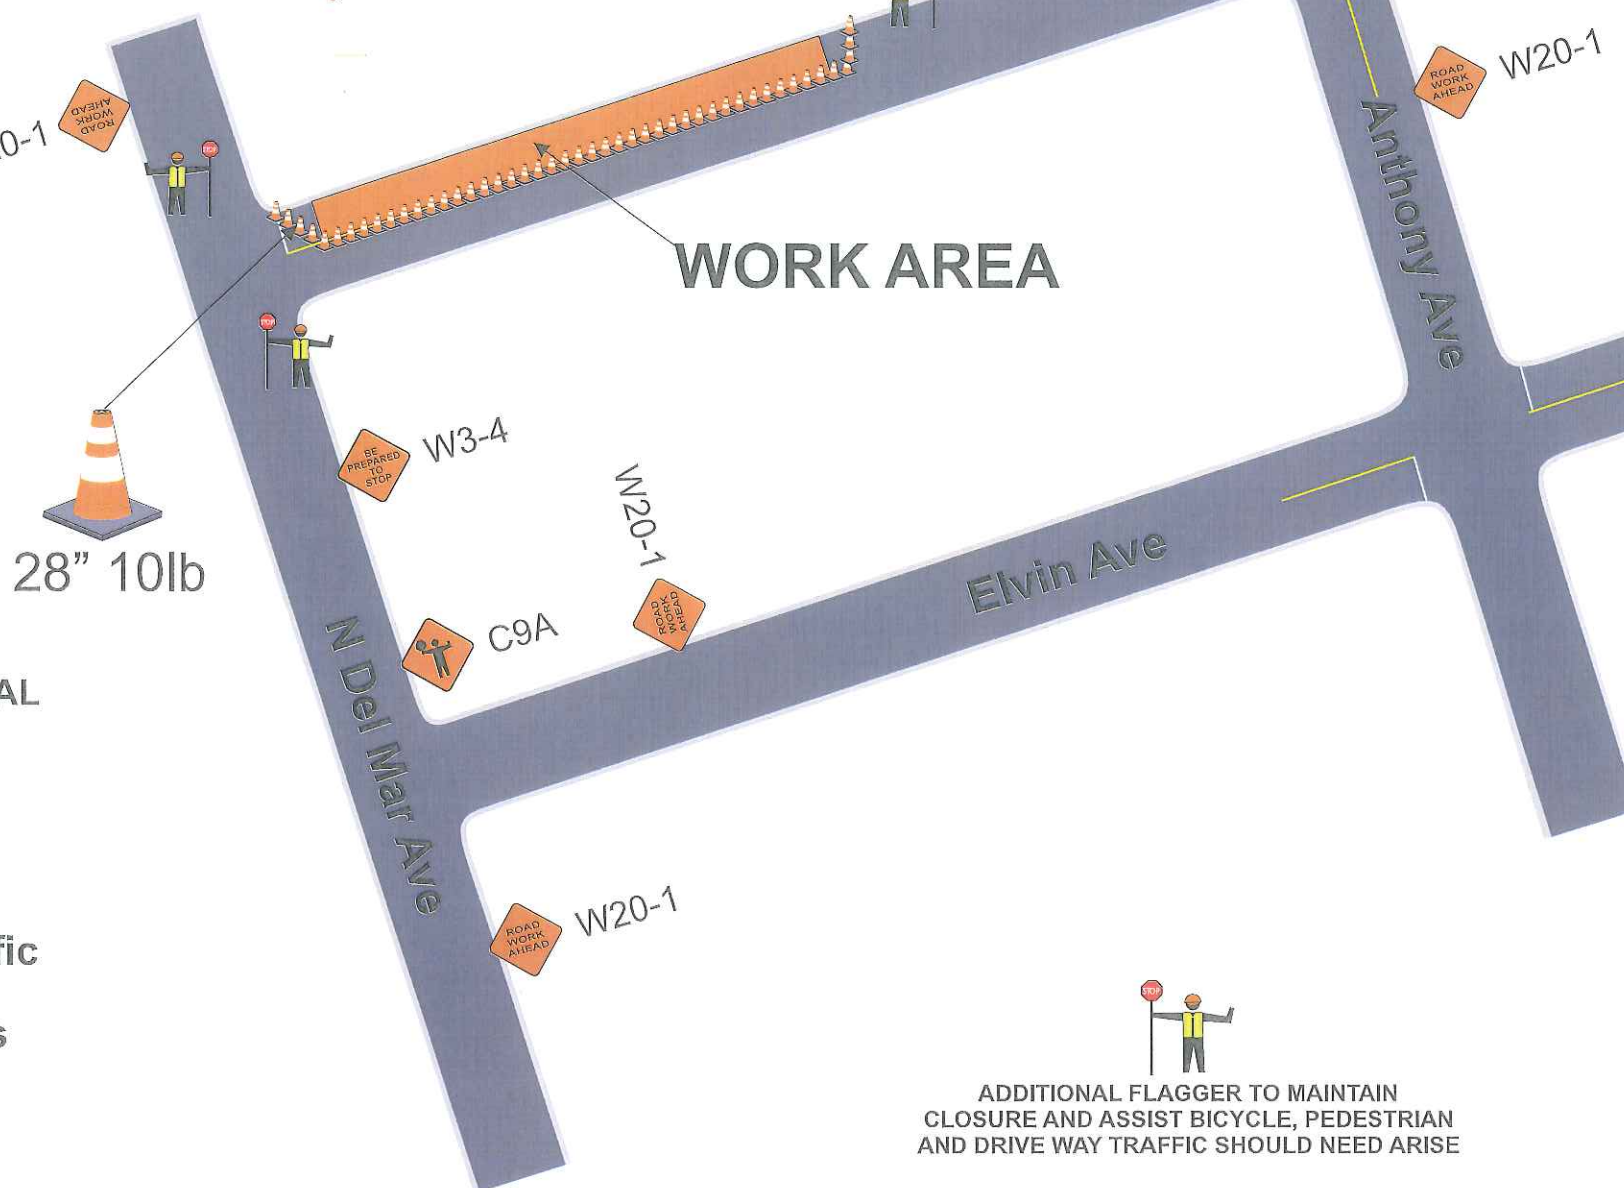 W20-1
ROAD
WORK
AHEAD
ROAD
WORK
AHEAD
0-1
STOP
Anthony Ave
WORK AREA
STOP
W3-4
BE
PREPARED
TO
STOP
W20-1
28” 10lb
Elvin Ave
ROAD
WORK
AHEAD
C9A
N Del Mar Ave
AL
W20-1
ROAD
WORK
AHEAD
fic
s
STOP
ADDITIONAL FLAGGER TO MAINTAIN
CLOSURE AND ASSIST BICYCLE, PEDESTRIAN
AND DRIVE WAY TRAFFIC SHOULD NEED ARISE